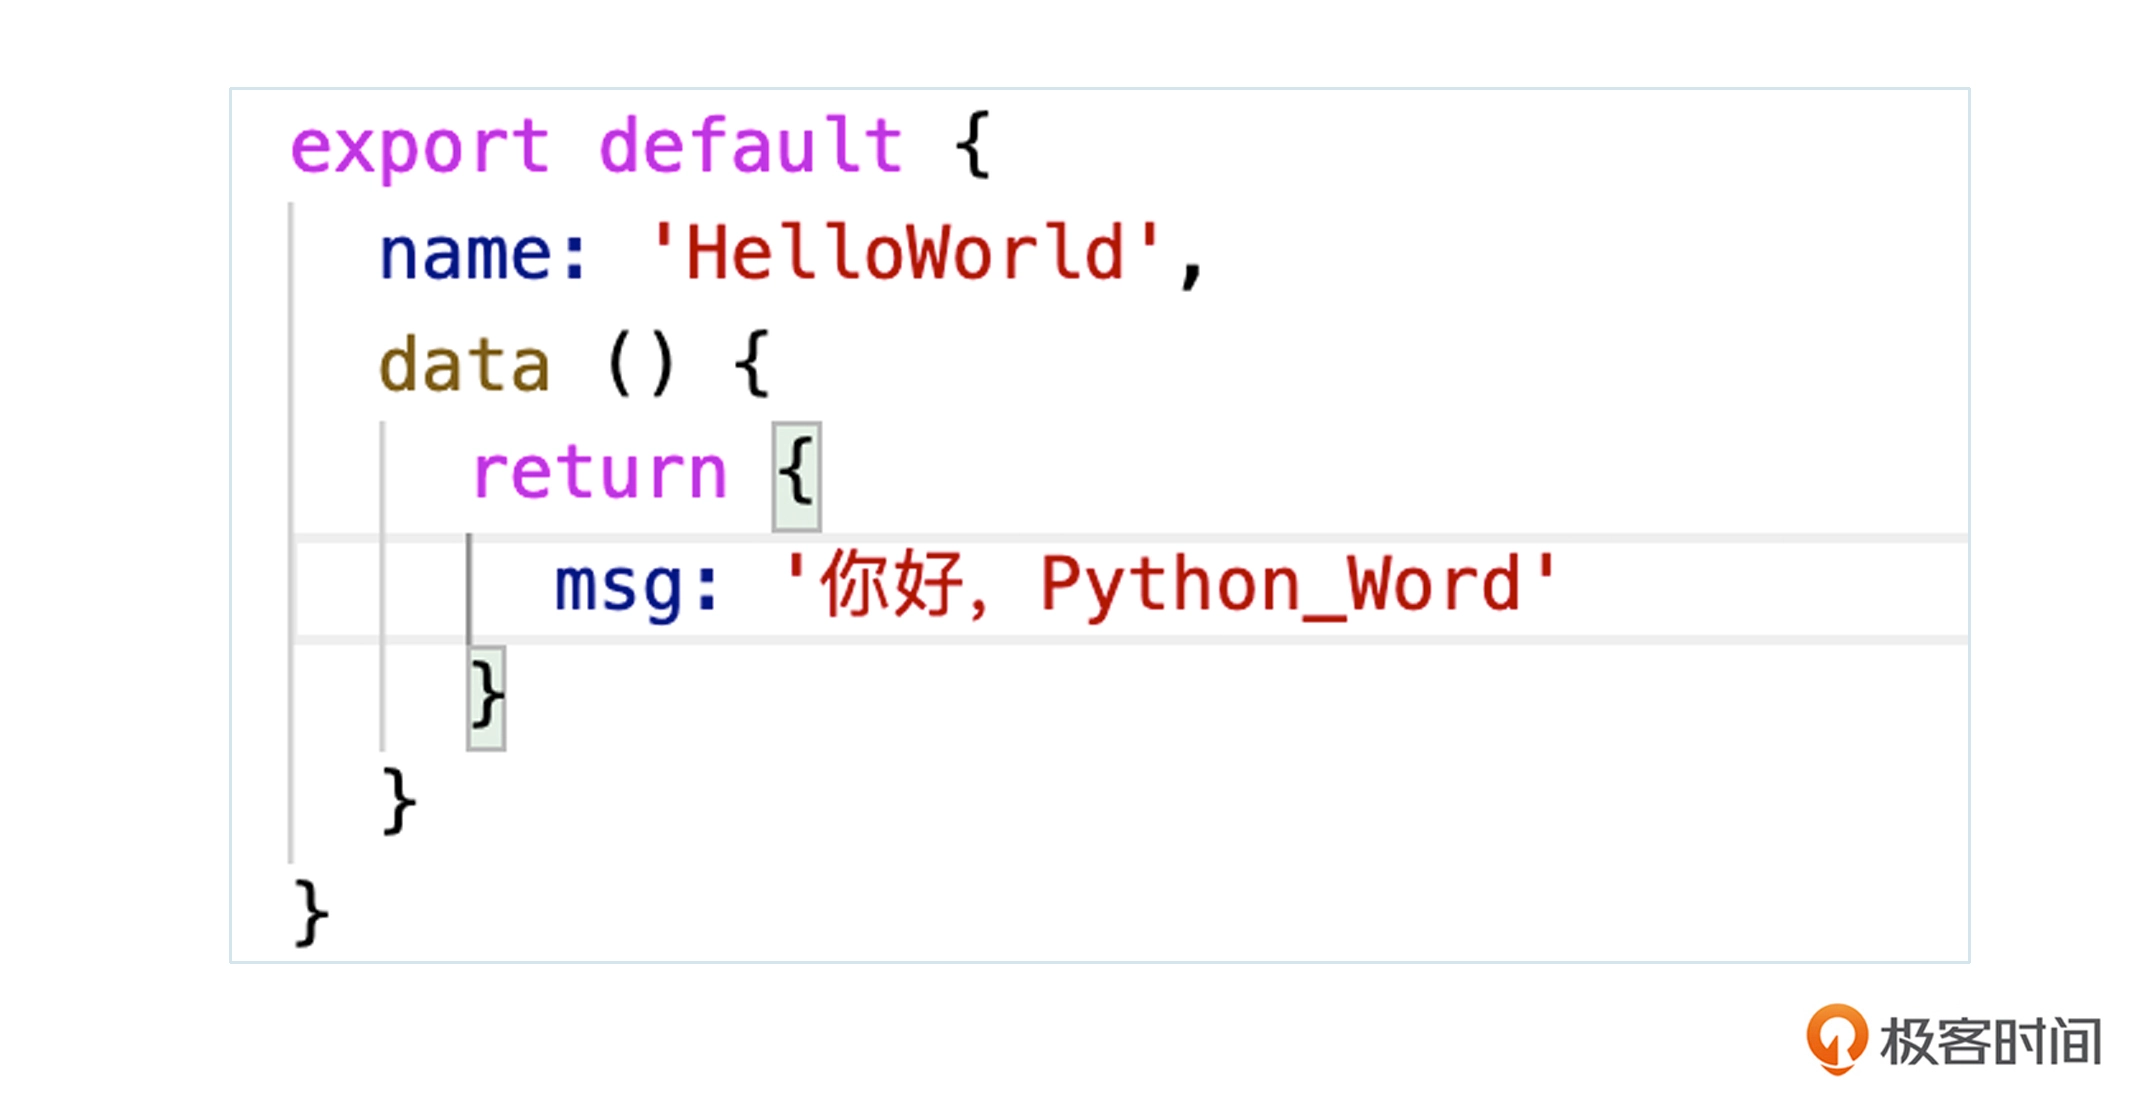 export default {
  name: 'HelloWorld',
  data () {
    return {
      msg: '你好，Python_Word'
    }
  }
}
极客时间